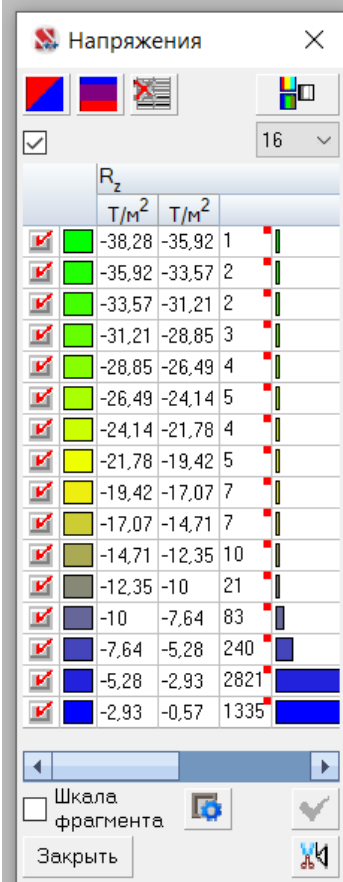 Напряжения
16
Rz
Т/м² Т/м²
-38,28 -35,92 1
-35,92 -33,57 2
-33,57 -31,21 2
-31,21 -28,85 3
-28,85 -26,49 4
-26,49 -24,14 5
-24,14 -21,78 4
-21,78 -19,42 5
-19,42 -17,07 7
-17,07 -14,71 7
-14,71 -12,35 10
-12,35 -10 21
-10 -7,64 83
-7,64 -5,28 240
-5,28 -2,93 2821
-2,93 -0,57 1335
Шкала
фрагмента
Закрыть